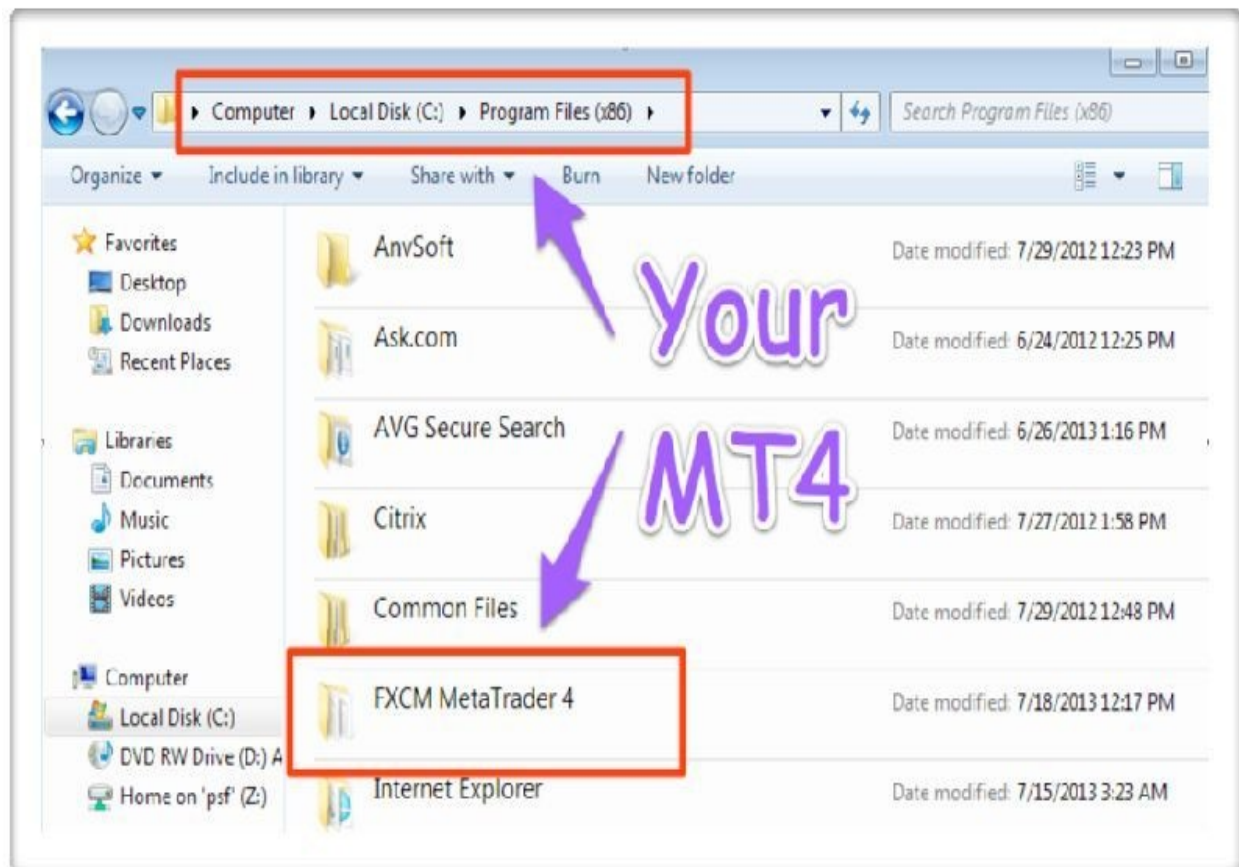 Computer ▸ Local Disk (C:) ▸ Program Files (x86) ▸
Search Program Files (x86)
Organize
Include in library
Share with
Burn
New folder
Favorites
Desktop
Downloads
Recent Places
Libraries
Documents
Music
Pictures
Videos
Computer
Local Disk (C:)
DVD RW Drive (D:) A
Home on 'psf' (Z:)
AnvSoft
Date modified: 7/29/2012 12:23 PM
Ask.com
Date modified: 6/24/2012 12:25 PM
AVG Secure Search
Date modified: 6/26/2013 1:16 PM
Citrix
Date modified: 7/27/2012 1:58 PM
Common Files
Date modified: 7/29/2012 12:48 PM
FXCM MetaTrader 4
Date modified: 7/18/2013 12:17 PM
Internet Explorer
Date modified: 7/15/2013 3:23 AM
Your
MT4